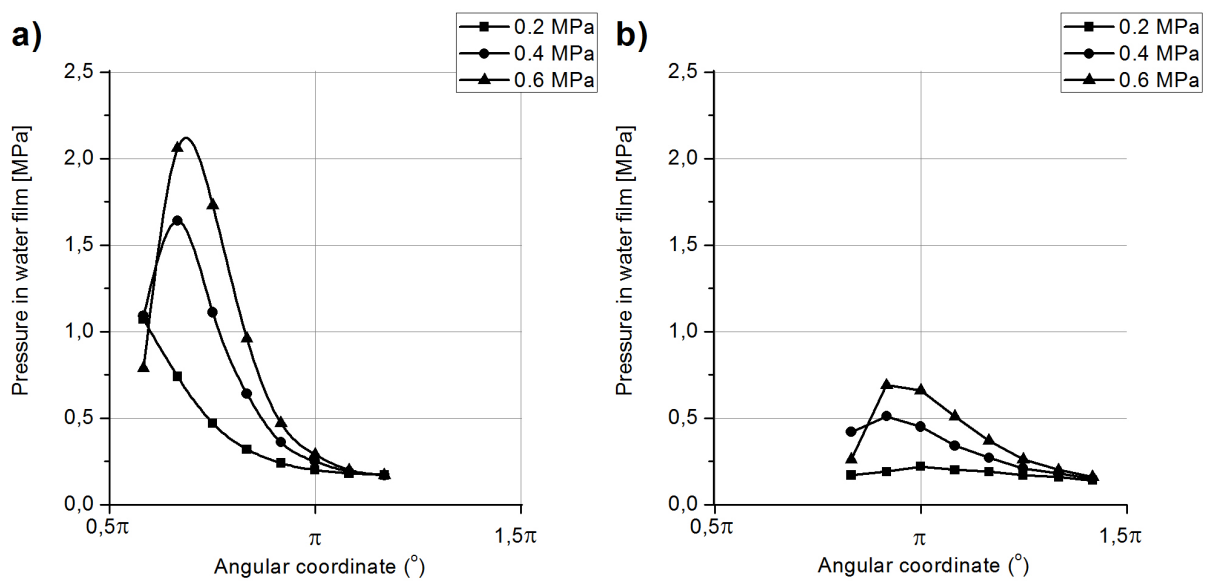 a)
0.2 MPa
0.4 MPa
0.6 MPa
Pressure in water film [MPa]
2,5
2,0
1,5
1,0
0,5
0,0
0,5π
π
1,5π
Angular coordinate (°)
b)
0.2 MPa
0.4 MPa
0.6 MPa
Pressure in water film [MPa]
2,5
2,0
1,5
1,0
0,5
0,0
0,5π
π
1,5π
Angular coordinate (°)